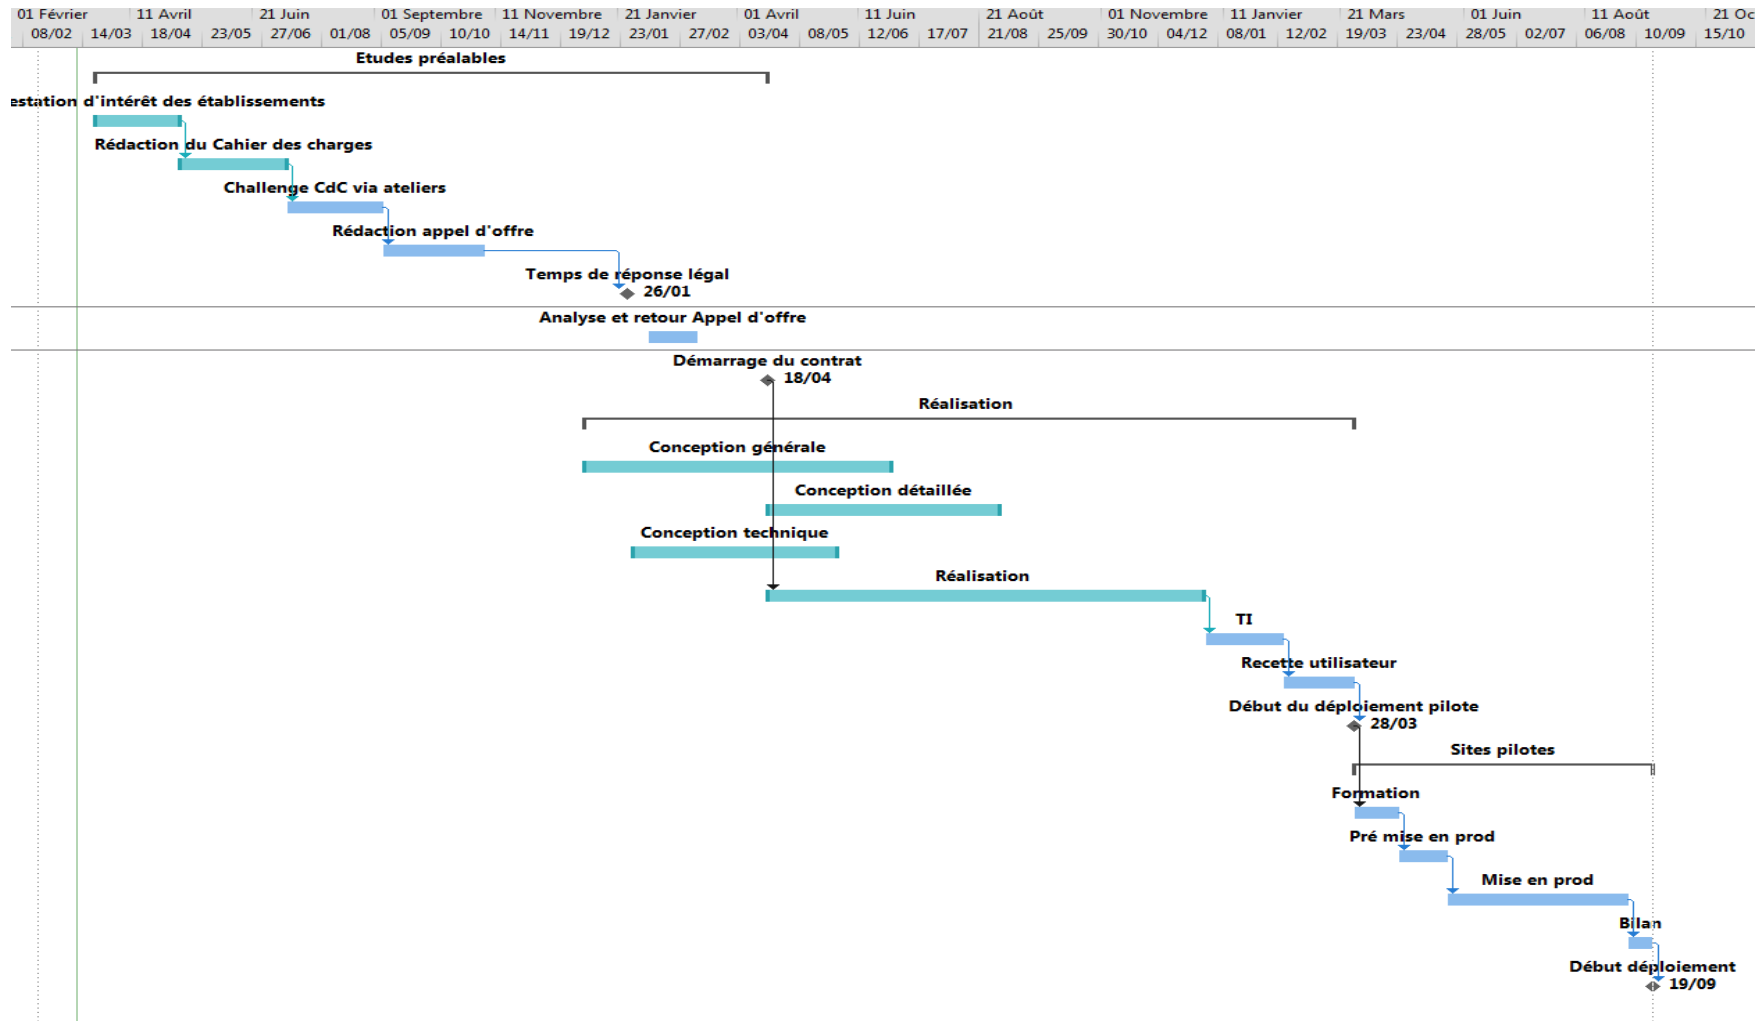 01 Février 11 Avril 21 Juin 01 Septembre 11 Novembre 21 Janvier 01 Avril 11 Juin 21 Août 01 Novembre 11 Janvier 21 Mars 01 Juin 11 Août 21 Oc
08/02 14/03 18/04 23/05 27/06 01/08 05/09 10/10 14/11 19/12 23/01 27/02 03/04 08/05 12/06 17/07 21/08 25/09 30/10 04/12 08/01 12/02 19/03 23/04 28/05 02/07 06/08 10/09 15/10
Etudes préalables
estation d'intérêt des établissements
Rédaction du Cahier des charges
Challenge CdC via ateliers
Rédaction appel d'offre
Temps de réponse légal
26/01
Analyse et retour Appel d'offre
Démarrage du contrat
18/04
Réalisation
Conception générale
Conception détaillée
Conception technique
Réalisation
TI
Recette utilisateur
Début du déploiement pilote
28/03
Sites pilotes
Formation
Pré mise en prod
Mise en prod
Bilan
Début déploiement
19/09